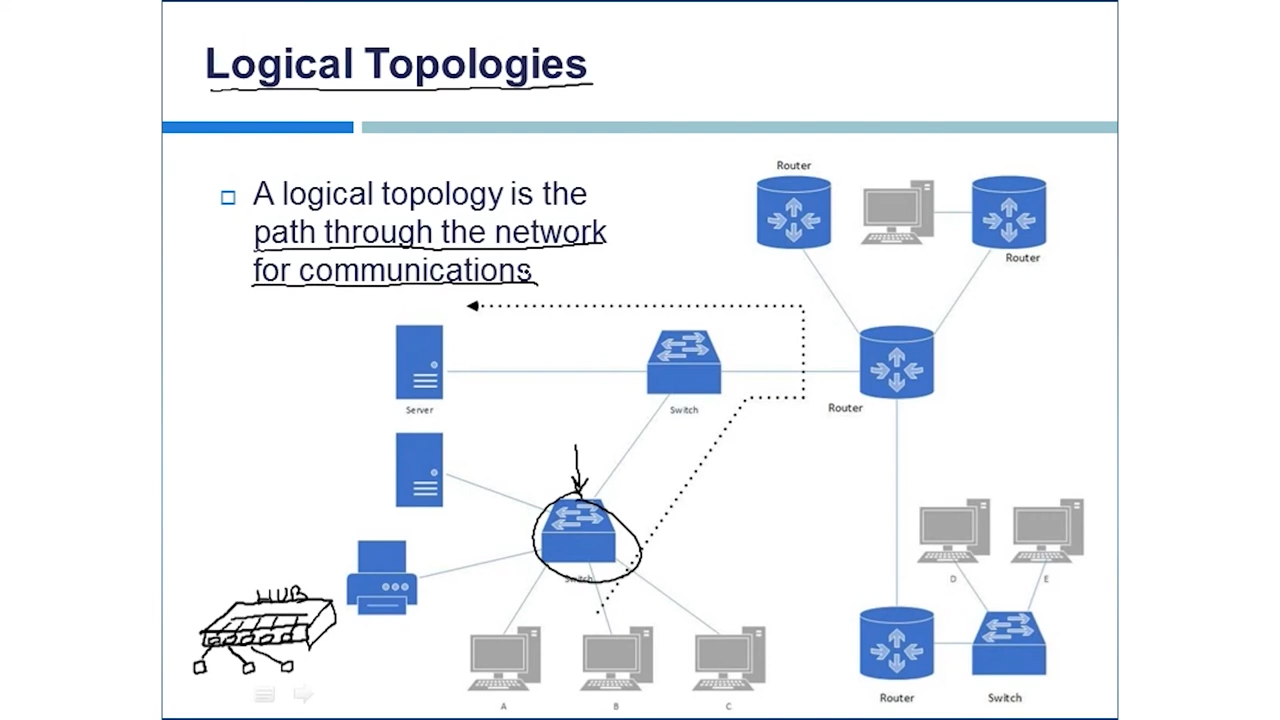 Logical Topologies
A logical topology is the
path through the network
for communications
Router
Router
Server
Switch
Router
Switch
HUB
D
E
A
B
C
Router
Switch